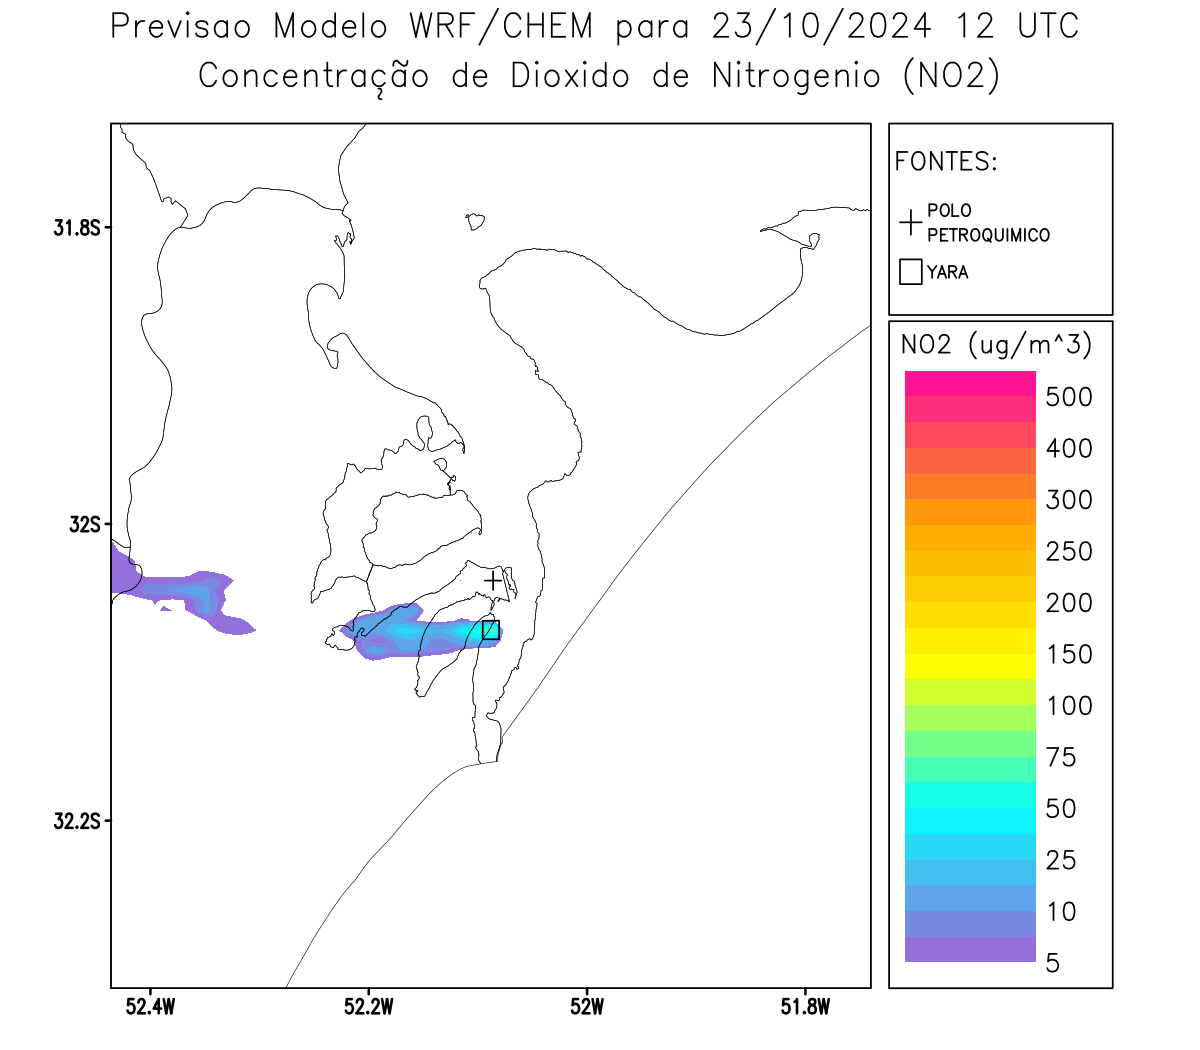 Previsao Modelo WRF/CHEM para 23/10/2024 12 UTC
Concentração de Dioxido de Nitrogenio (NO2)
FONTES:
POLO
PETROQUIMICO
YARA
NO2 (ug/m^3)
500
400
300
250
200
150
100
75
50
25
10
5
31.8S
32S
32.2S
52.4W
52.2W
52W
51.8W